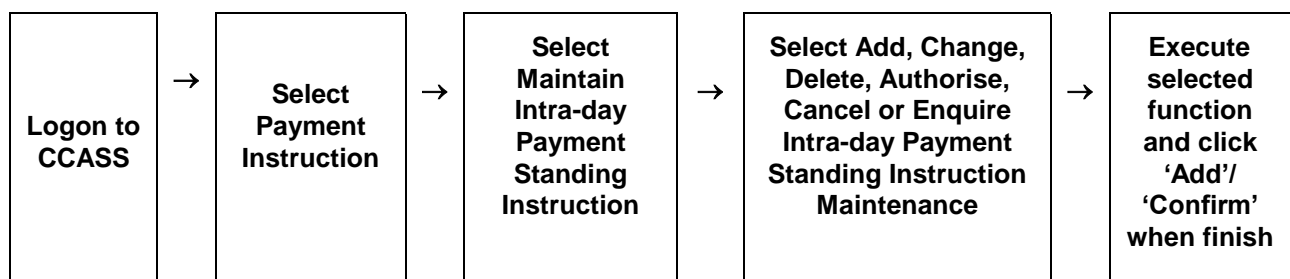 Logon to
CCASS
→
Select
Payment
Instruction
→
Select
Maintain
Intra-day
Payment
Standing
Instruction
→
Select Add, Change,
Delete, Authorise,
Cancel or Enquire
Intra-day Payment
Standing Instruction
Maintenance
→
Execute
selected
function
and click
‘Add’/
‘Confirm’
when finish